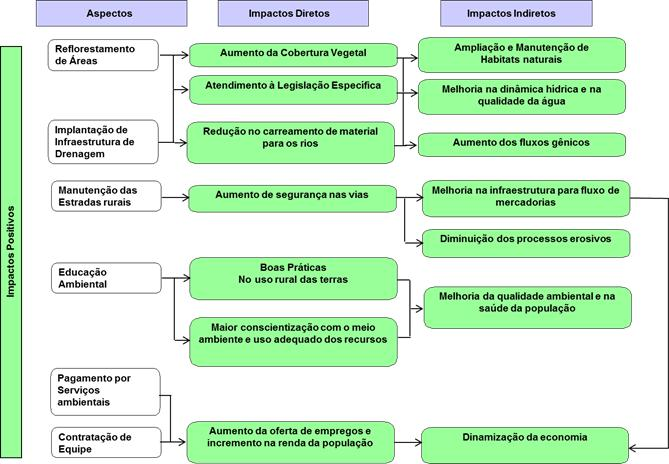 Aspectos
Impactos Diretos
Impactos Indiretos
Impactos Positivos
Reflorestamento
de Áreas
Aumento da Cobertura Vegetal
Ampliação e Manutenção de
Habitats naturais
Atendimento à Legislação Específica
Melhoria na dinâmica hídrica e na
qualidade da água
Implantação de
Infraestrutura de
Drenagem
Redução no carreamento de material
para os rios
Aumento dos fluxos gênicos
Manutenção das
Estradas rurais
Aumento de segurança nas vias
Melhoria na infraestrutura para fluxo de
mercadorias
Diminuição dos processos erosivos
Educação
Ambiental
Boas Práticas
No uso rural das terras
Maior conscientização com o meio
ambiente e uso adequado dos recursos
Melhoria da qualidade ambiental e na
saúde da população
Pagamento por
Serviços
ambientais
Contratação de
Equipe
Aumento da oferta de empregos e
incremento na renda da população
Dinamização da economia